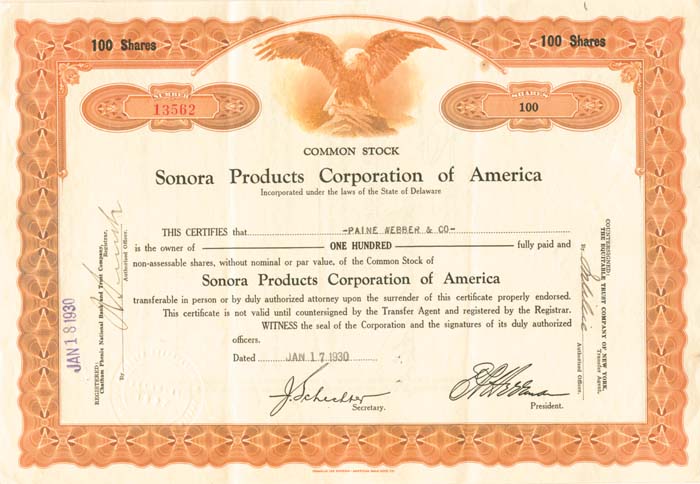 100 Shares
100 Shares
NUMBER
13562
SHARES
100
COMMON STOCK
Sonora Products Corporation of America
Incorporated under the laws of the State of Delaware
THIS CERTIFIES that -PAINE WEBBER & CO-
is the owner of ONE HUNDRED fully paid and
non-assessable shares, without nominal or par value, of the Common Stock of
Sonora Products Corporation of America
transferable in person or by duly authorized attorney upon the surrender of this certificate properly endorsed.
This certificate is not valid until countersigned by the Transfer Agent and registered by the Registrar.
WITNESS the seal of the Corporation and the signatures of its duly authorized
officers.
Dated JAN 17 1930
J. Schechter
Secretary.
President.
JAN 18 1930
REGISTERED:
Chatham Phenix National Bank and Trust Company,
Registrar.
By
Authorized Officer.
COUNTERSIGNED:
THE EQUITABLE TRUST COMPANY OF NEW YORK,
Transfer Agent.
By
Authorized Officer.